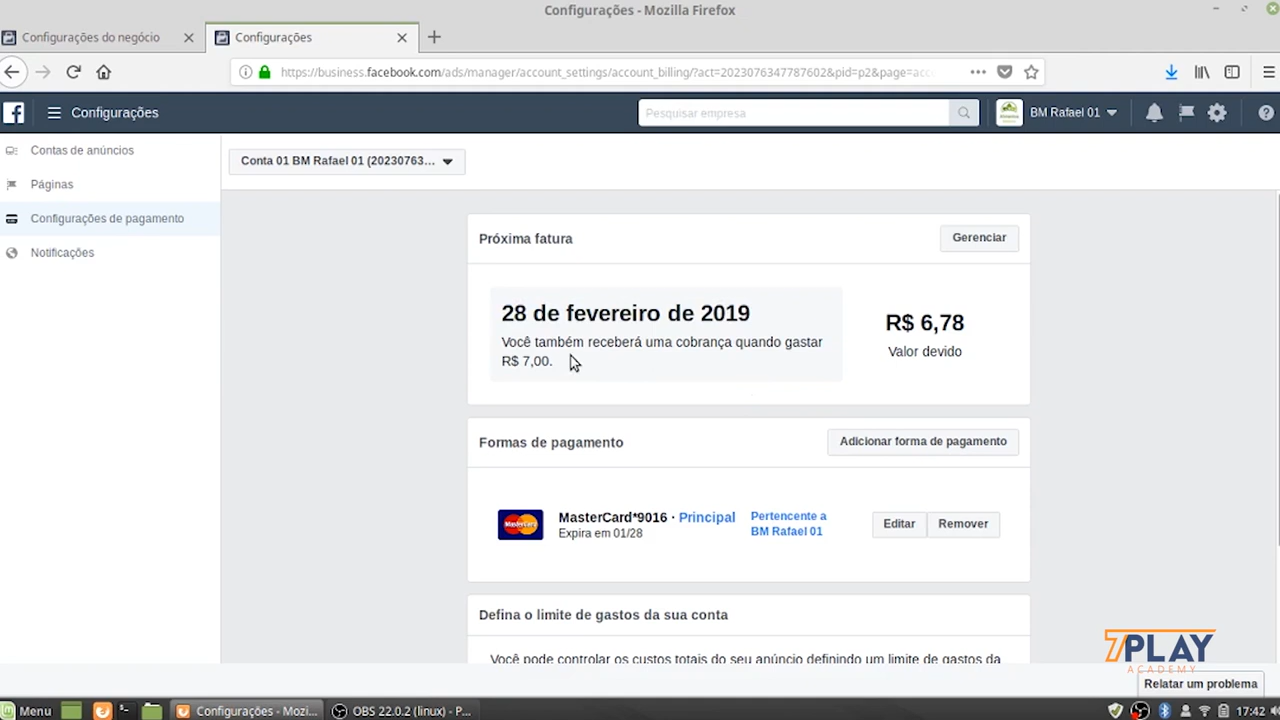 Configurações - Mozilla Firefox
Configurações do negócio
Configurações
https://business.facebook.com/ads/manager/account_settings/account_billing/?act=2023076347787602&pid=p2&page=acc
Configurações
Pesquisar empresa
BM Rafael 01
Contas de anúncios
Páginas
Configurações de pagamento
Notificações
Conta 01 BM Rafael 01 (20230763...
Próxima fatura
Gerenciar
28 de fevereiro de 2019
Você também receberá uma cobrança quando gastar
R$ 7,00.
R$ 6,78
Valor devido
Formas de pagamento
Adicionar forma de pagamento
MasterCard
MasterCard*9016 · Principal
Expira em 01/28
Pertencente a
BM Rafael 01
Editar
Remover
Defina o limite de gastos da sua conta
Você pode controlar os custos totais do seu anúncio definindo um limite de gastos da
7PLAY
ACADEMY
Relatar um problema
Menu
Configurações - Mozi...
OBS 22.0.2 (linux) - P...
17:42